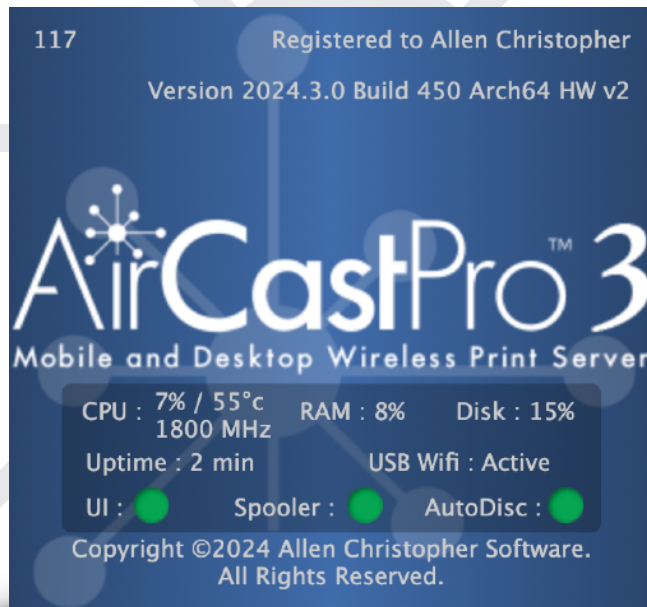 117 Registered to Allen Christopher
Version 2024.3.0 Build 450 Arch64 HW v2
AirCastPro™ 3
Mobile and Desktop Wireless Print Server
CPU : 7% / 55°c 1800 MHz RAM : 8% Disk : 15%
Uptime : 2 min USB Wifi : Active
UI : Spooler : AutoDisc :
Copyright ©2024 Allen Christopher Software.
All Rights Reserved.